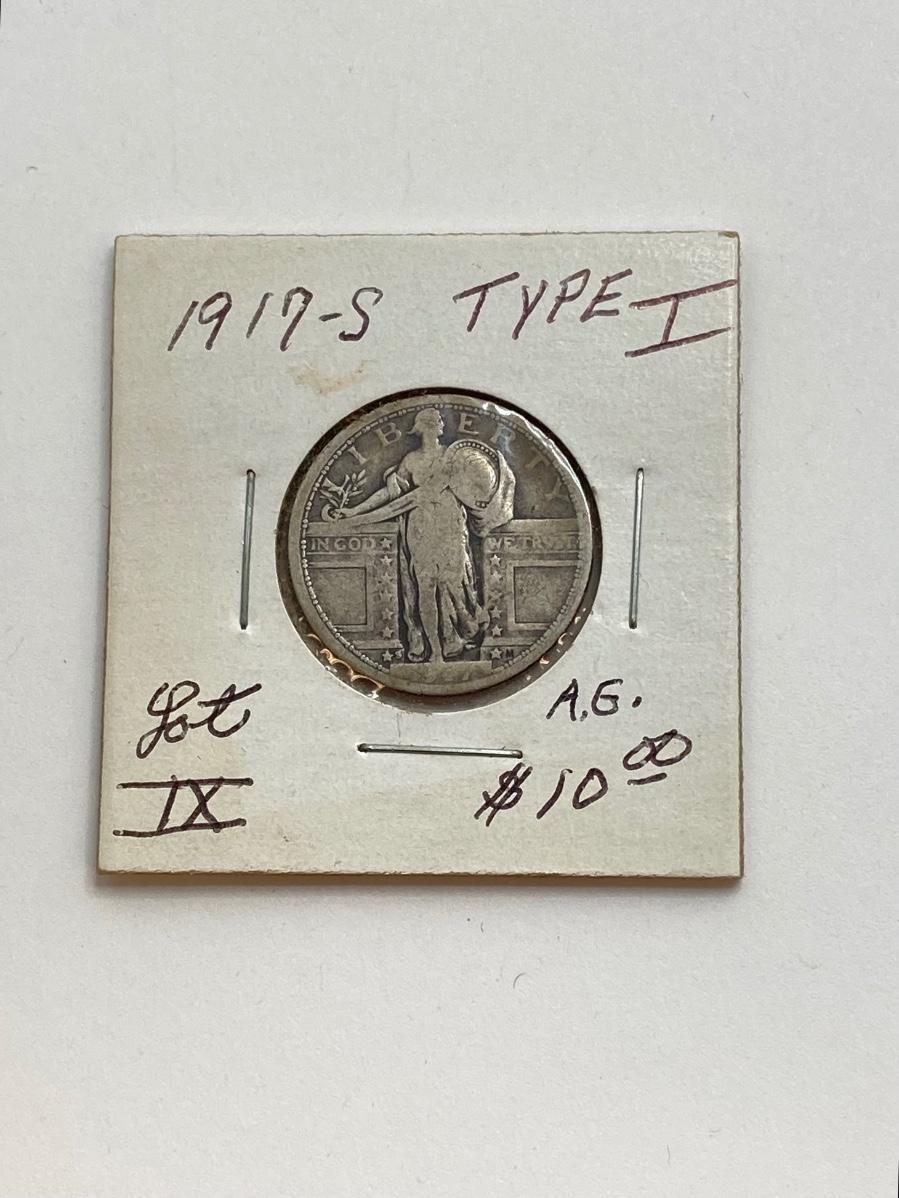 1917-S TYPE I
LIBERTY
IN GOD WE TRUST
S M
Lot
IX
A.G.
$10.00